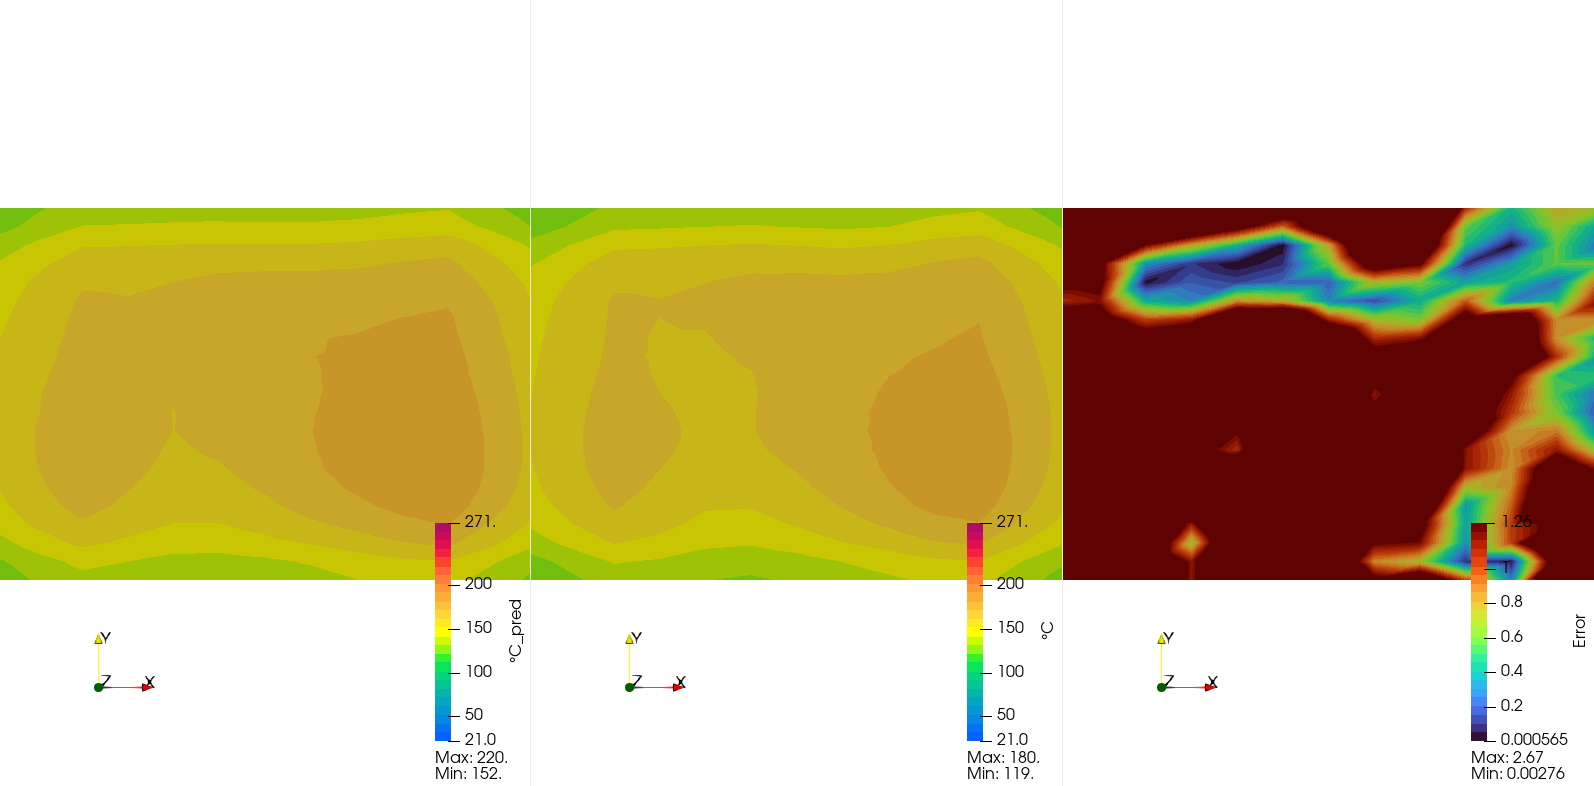 271.
200
150
100
50
21.0
°C_pred
Max: 220.
Min: 152.
Y
Z
X
271.
200
150
100
50
21.0
°C
Max: 180.
Min: 119.
Y
Z
X
1.26
1
0.8
0.6
0.4
0.2
0.000565
Error
Max: 2.67
Min: 0.00276
Y
Z
X